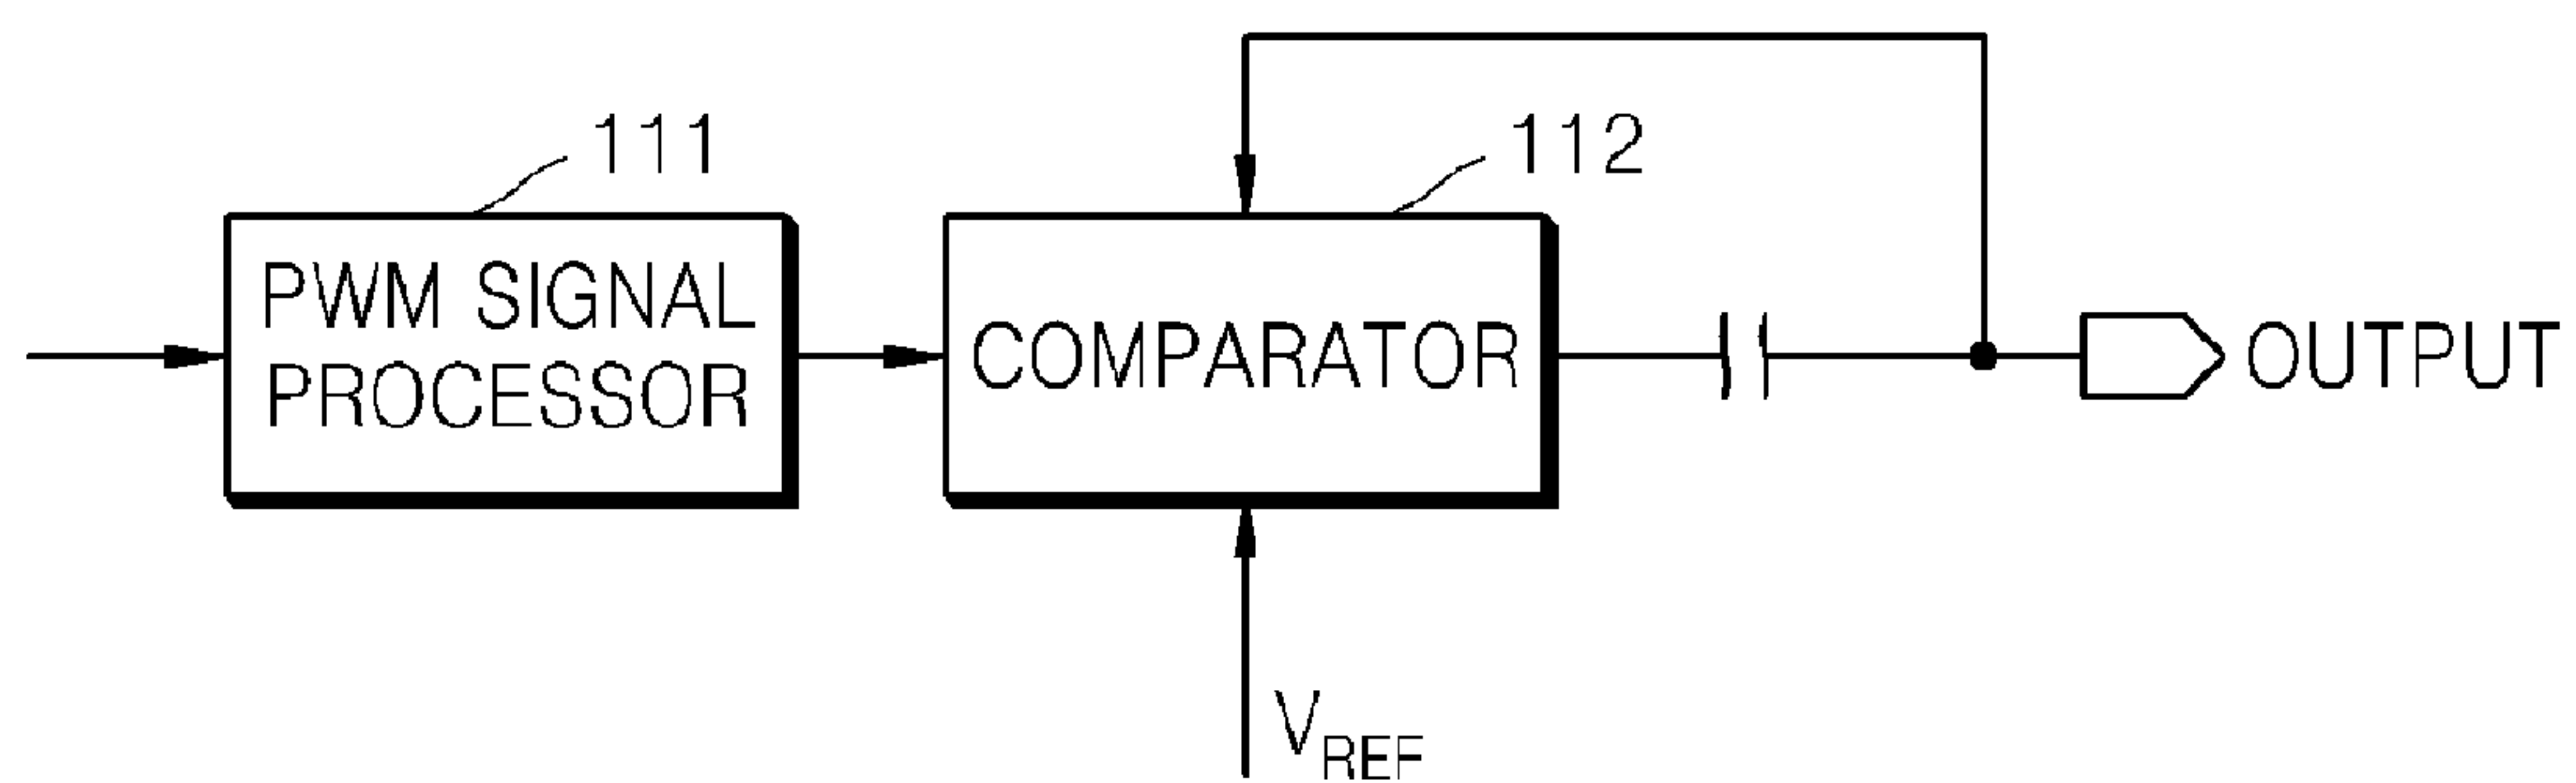 111
112
PWM SIGNAL
PROCESSOR
COMPARATOR
OUTPUT
VREF